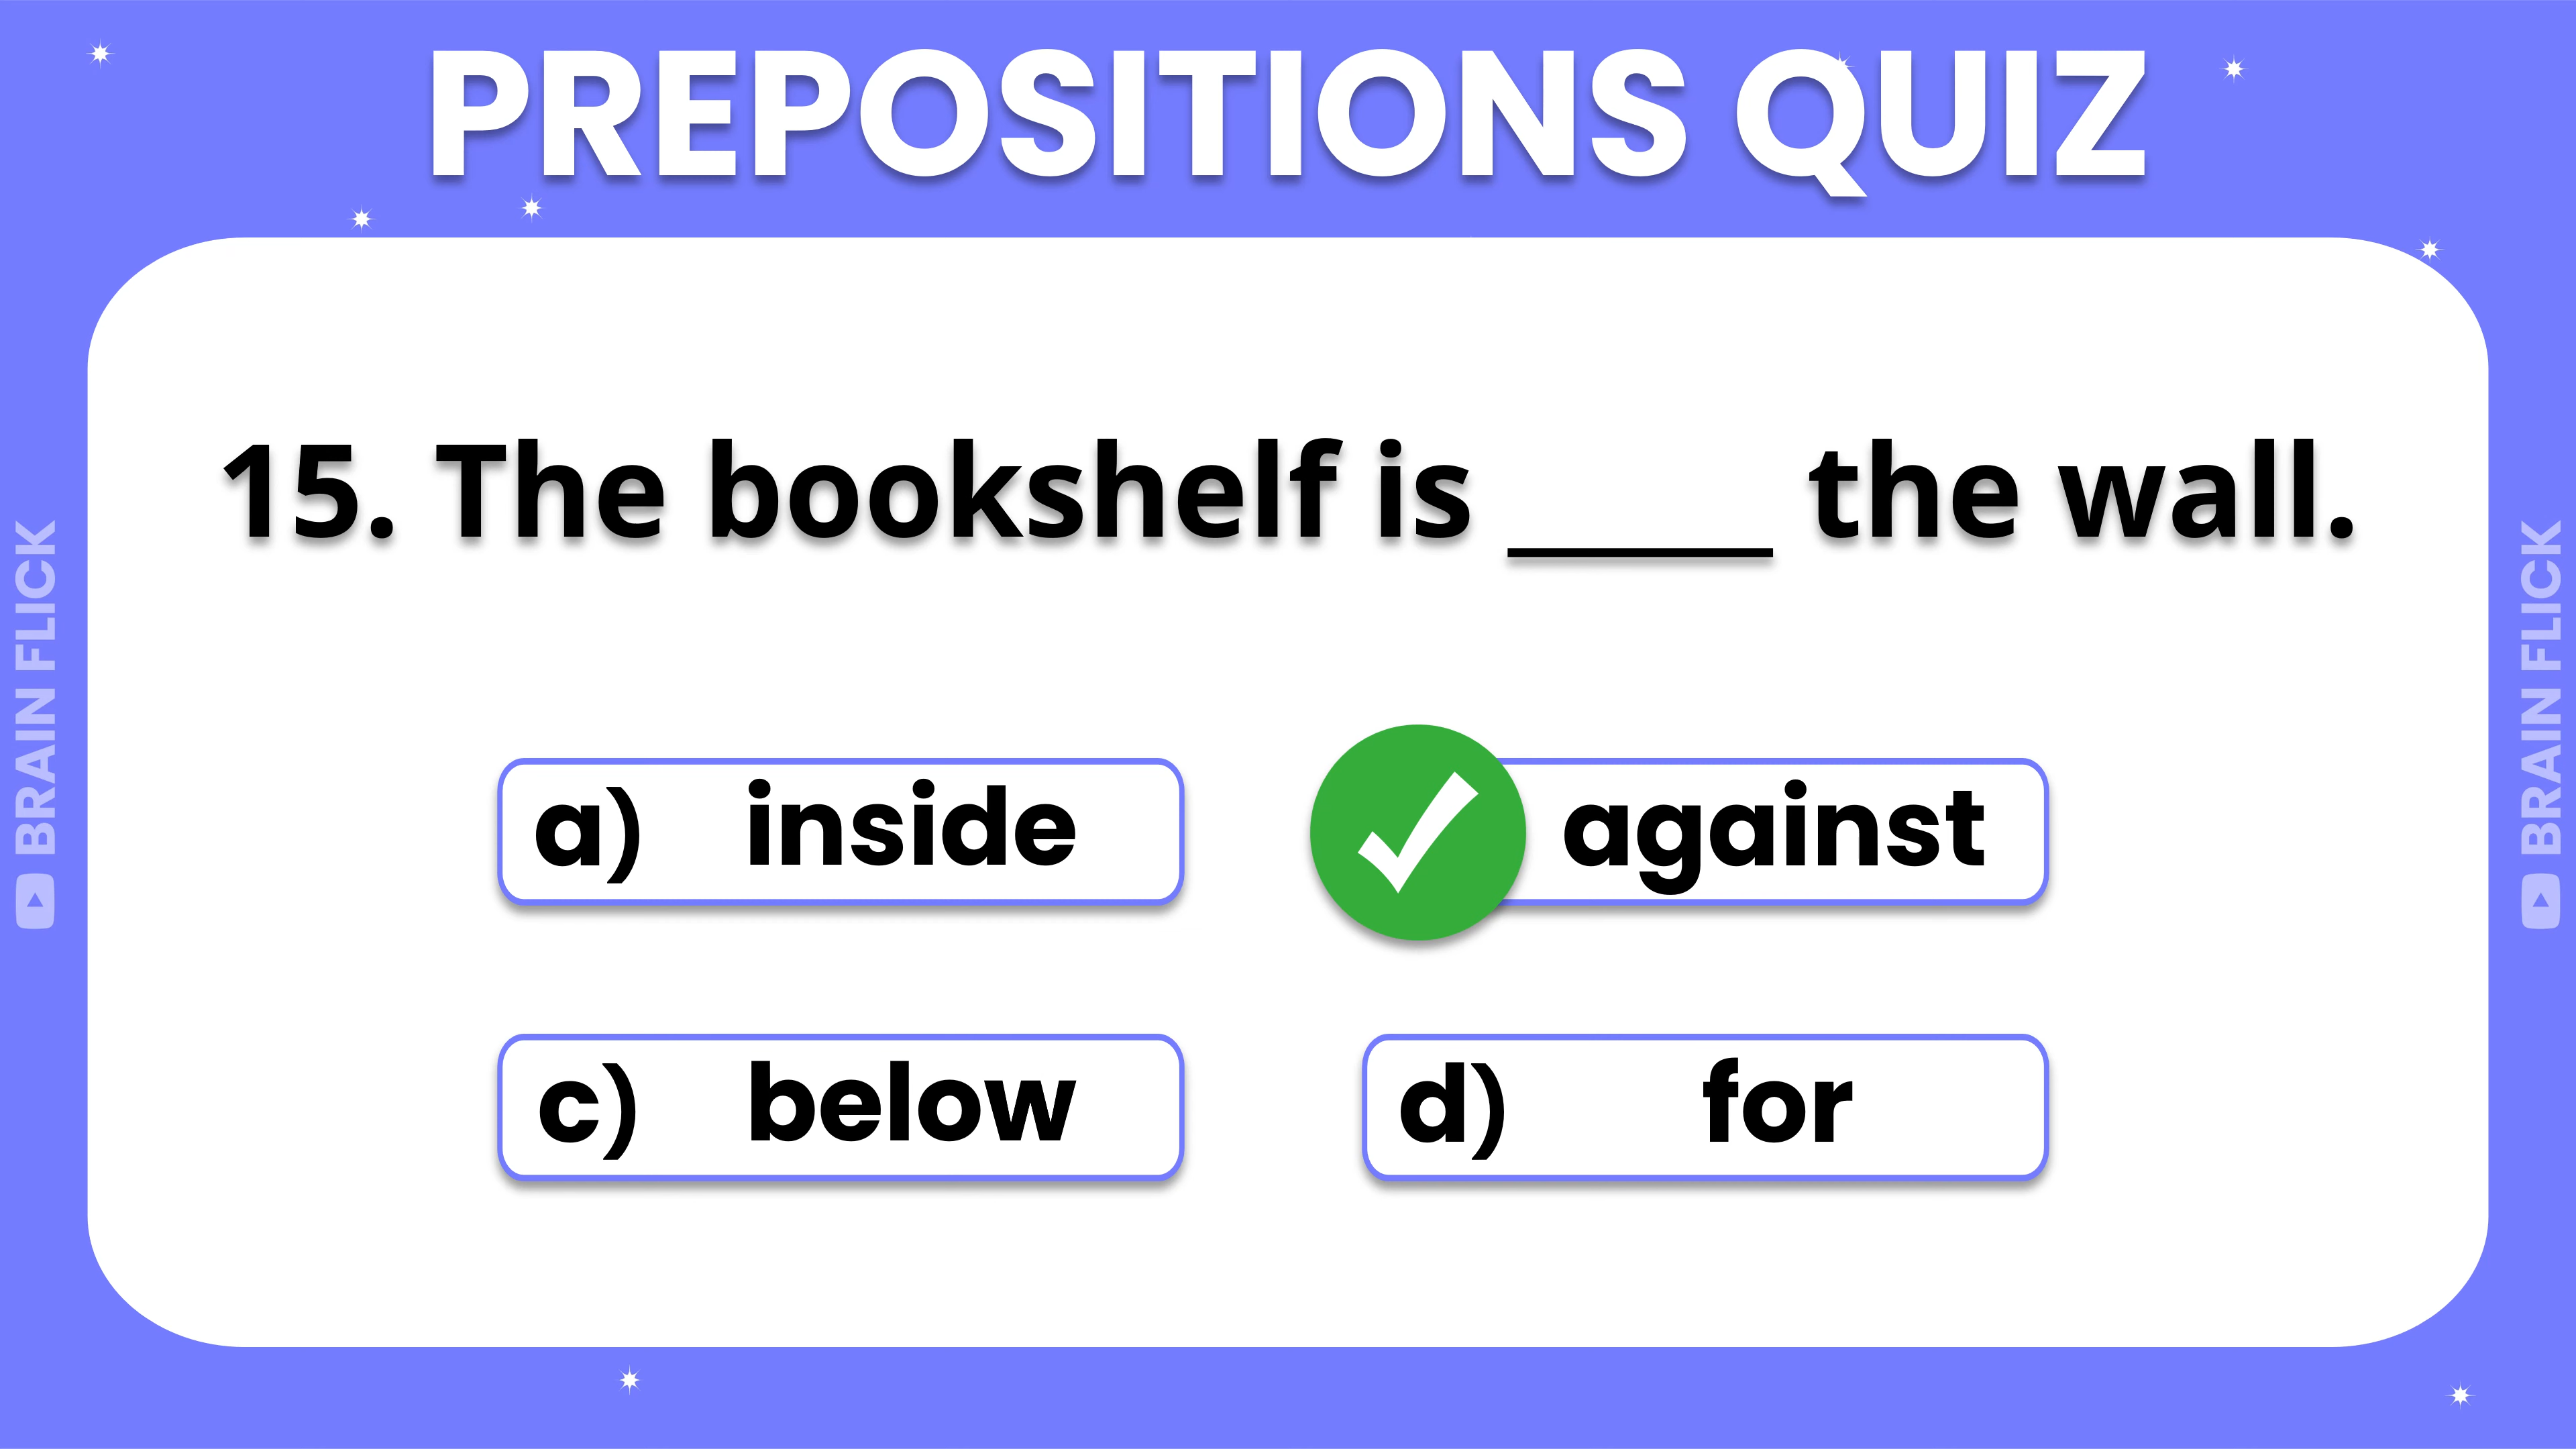 PREPOSITIONS QUIZ
15. The bookshelf is _____ the wall.
a) inside
against
c) below
d) for
BRAIN FLICK
BRAIN FLICK